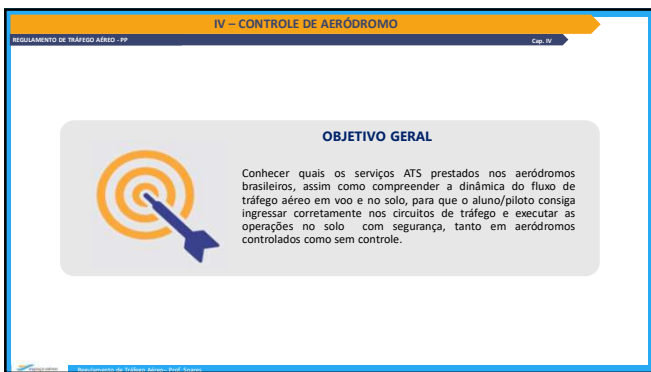 IV – CONTROLE DE AERÓDROMO
REGULAMENTO DE TRÁFEGO AÉREO - PP
Cap. IV
OBJETIVO GERAL
Conhecer quais os serviços ATS prestados nos aeródromos
brasileiros, assim como compreender a dinâmica do fluxo de
tráfego aéreo em voo e no solo, para que o aluno/piloto consiga
ingressar corretamente nos circuitos de tráfego e executar as
operações no solo com segurança, tanto em aeródromos
controlados como sem controle.
Regulamento de Tráfego Aéreo– Prof. Soares